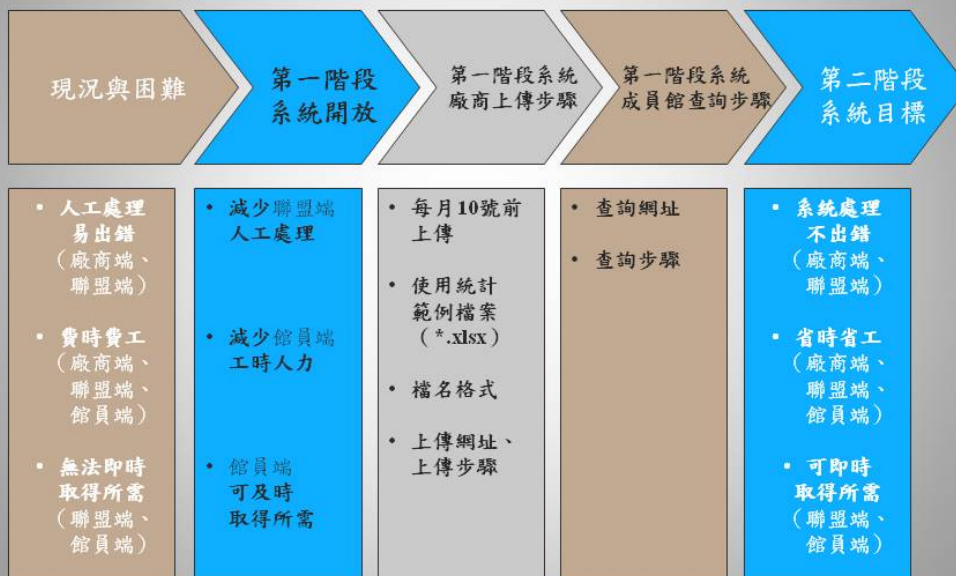 現況與困難
第一階段
系統開放
第一階段系統
廠商上傳步驟
第一階段系統
成員館查詢步驟
第二階段
系統目標
• 人工處理
易出錯
（廠商端、
聯盟端）
• 費時費工
（廠商端、
聯盟端、
館員端）
• 無法即時
取得所需
（聯盟端、
館員端）
• 減少聯盟端
人工處理
• 減少館員端
工時人力
• 館員端
可及時
取得所需
• 每月10號前
上傳
• 使用統計
範例檔案
（*.xlsx）
• 檔名格式
• 上傳網址、
上傳步驟
• 查詢網址
• 查詢步驟
• 系統處理
不出錯
（廠商端、
聯盟端）
• 省時省工
（廠商端、
聯盟端、
館員端）
• 可即時
取得所需
（聯盟端、
館員端）